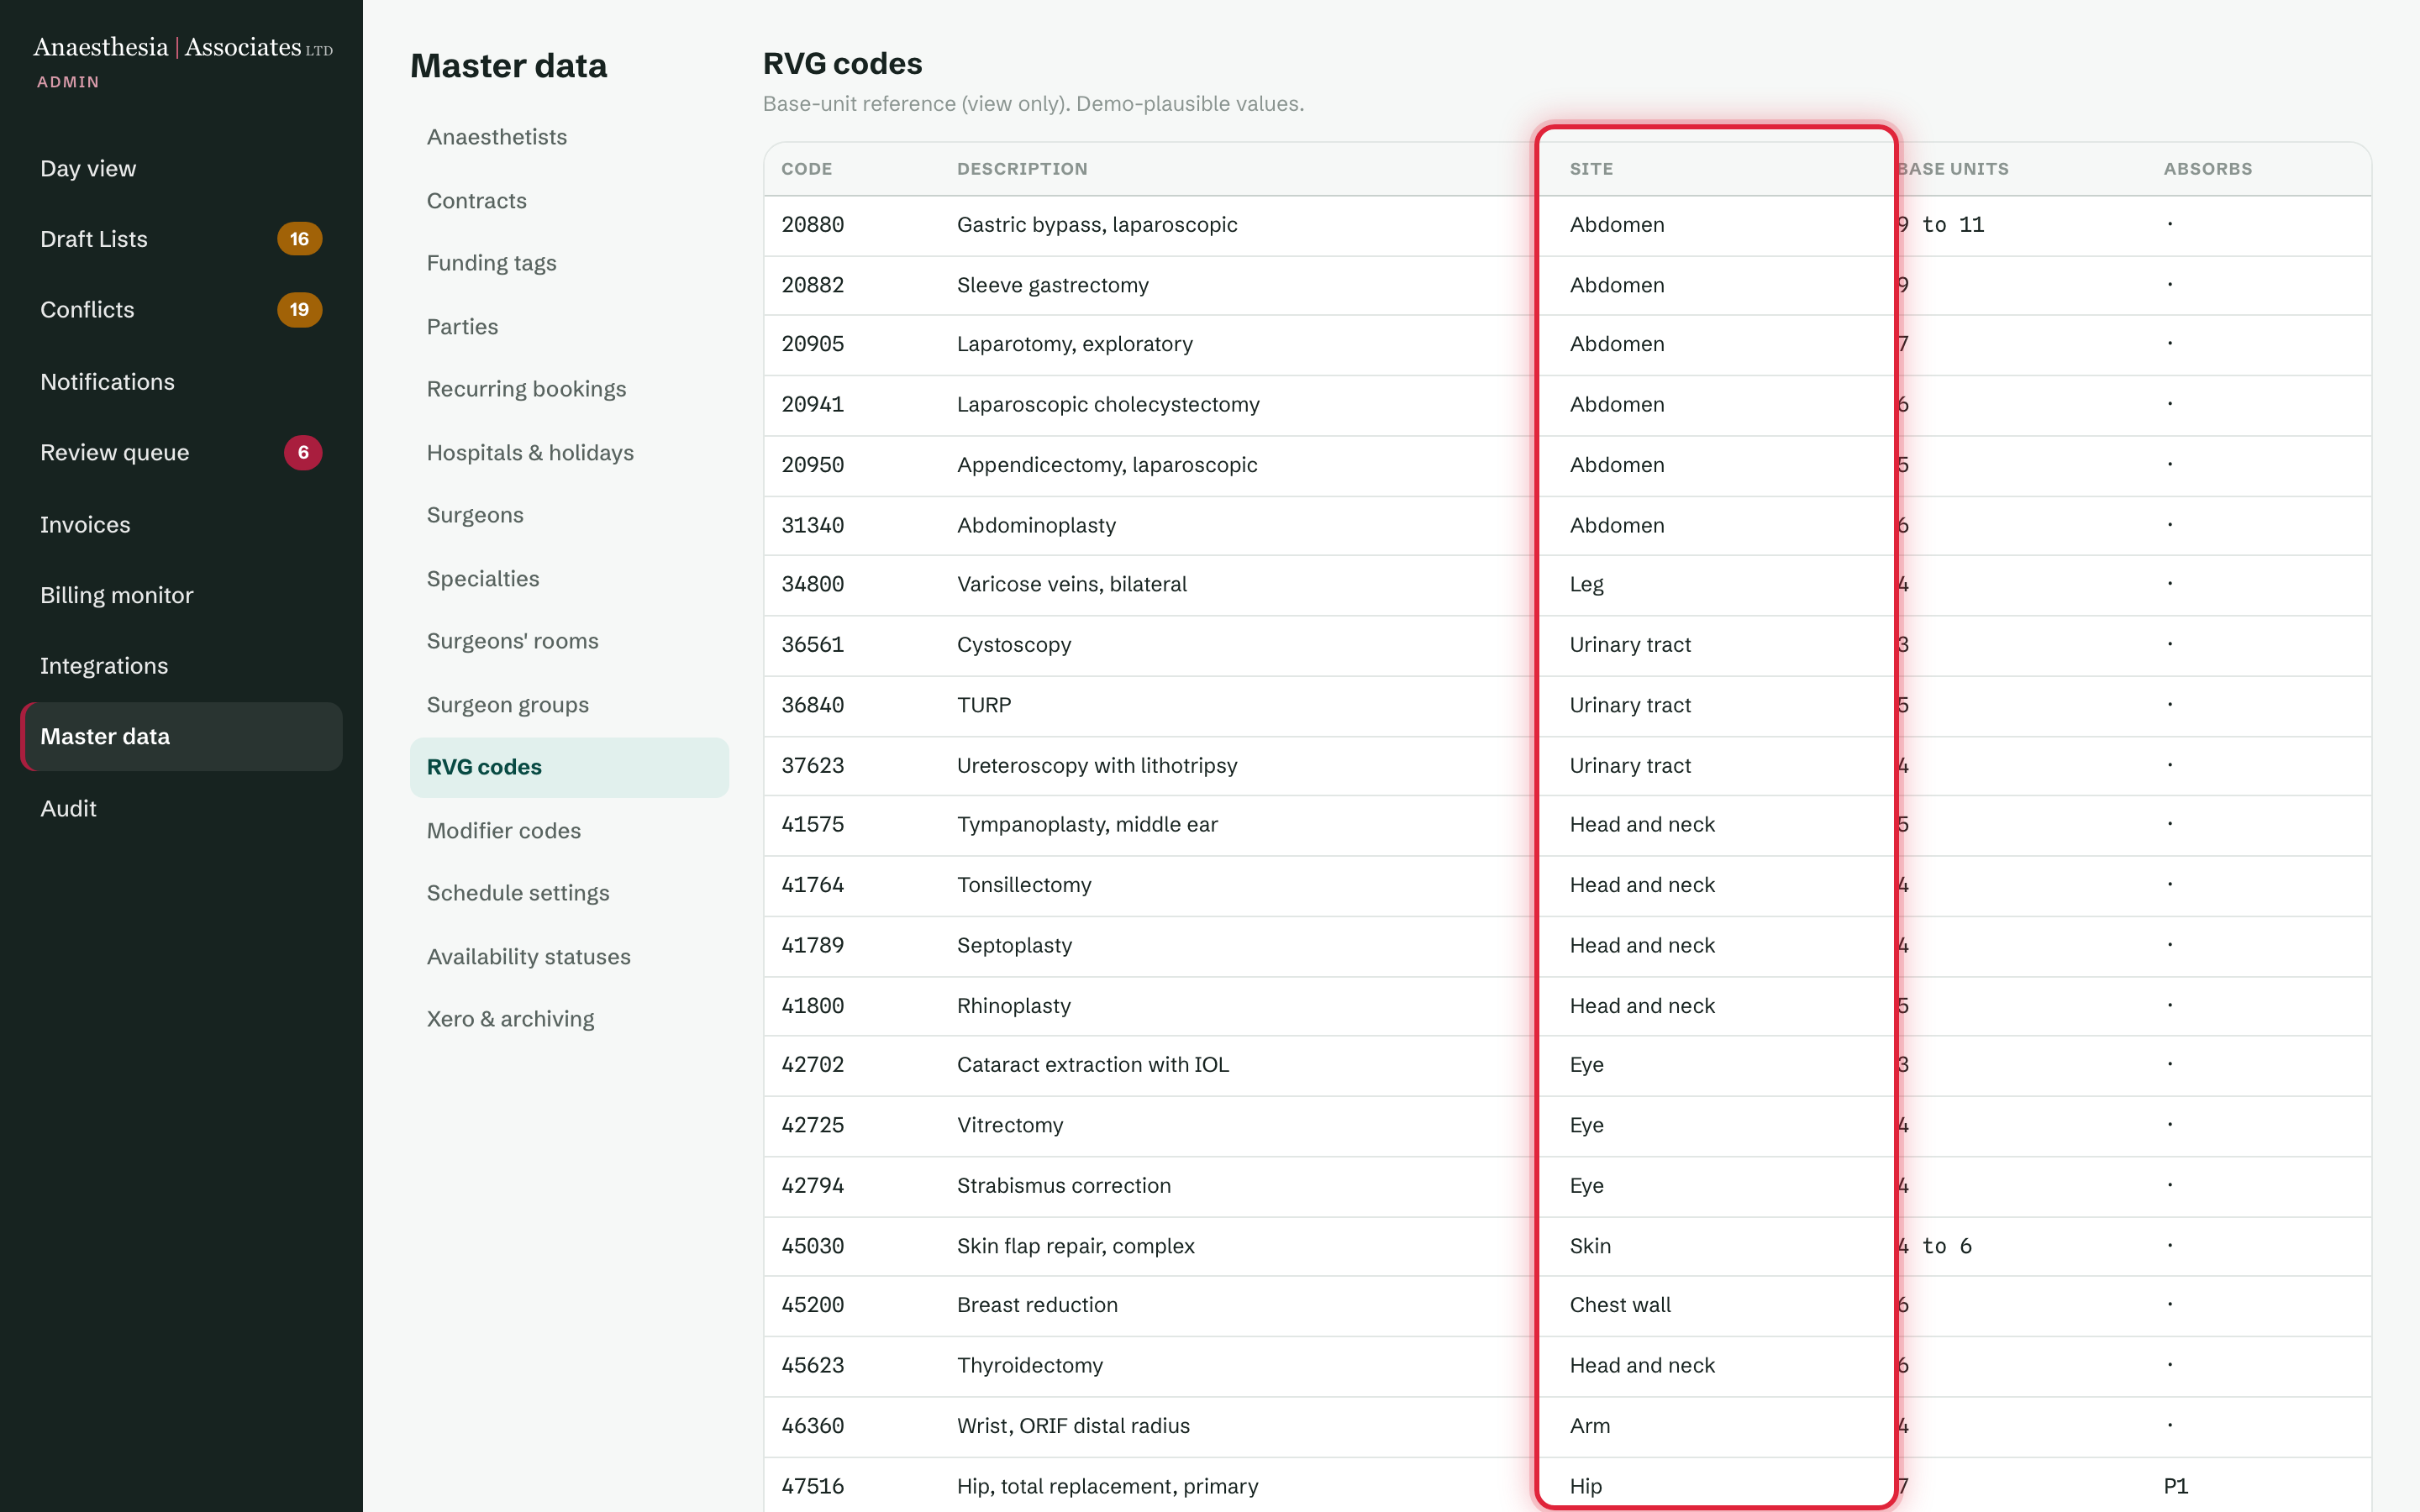 Anaesthesia | Associates LTD
ADMIN
Day view
Draft Lists 16
Conflicts 19
Notifications
Review queue 6
Invoices
Billing monitor
Integrations
Master data
Audit
Master data
Anaesthetists
Contracts
Funding tags
Parties
Recurring bookings
Hospitals & holidays
Surgeons
Specialties
Surgeons' rooms
Surgeon groups
RVG codes
Modifier codes
Schedule settings
Availability statuses
Xero & archiving
RVG codes
Base-unit reference (view only). Demo-plausible values.
CODE DESCRIPTION SITE BASE UNITS ABSORBS
20880 Gastric bypass, laparoscopic Abdomen 9 to 11 ·
20882 Sleeve gastrectomy Abdomen 9 ·
20905 Laparotomy, exploratory Abdomen 7 ·
20941 Laparoscopic cholecystectomy Abdomen 6 ·
20950 Appendicectomy, laparoscopic Abdomen 5 ·
31340 Abdominoplasty Abdomen 6 ·
34800 Varicose veins, bilateral Leg 4 ·
36561 Cystoscopy Urinary tract 3 ·
36840 TURP Urinary tract 5 ·
37623 Ureteroscopy with lithotripsy Urinary tract 4 ·
41575 Tympanoplasty, middle ear Head and neck 5 ·
41764 Tonsillectomy Head and neck 4 ·
41789 Septoplasty Head and neck 4 ·
41800 Rhinoplasty Head and neck 5 ·
42702 Cataract extraction with IOL Eye 3 ·
42725 Vitrectomy Eye 4 ·
42794 Strabismus correction Eye 4 ·
45030 Skin flap repair, complex Skin 4 to 6 ·
45200 Breast reduction Chest wall 6 ·
45623 Thyroidectomy Head and neck 6 ·
46360 Wrist, ORIF distal radius Arm 4 ·
47516 Hip, total replacement, primary Hip 7 P1